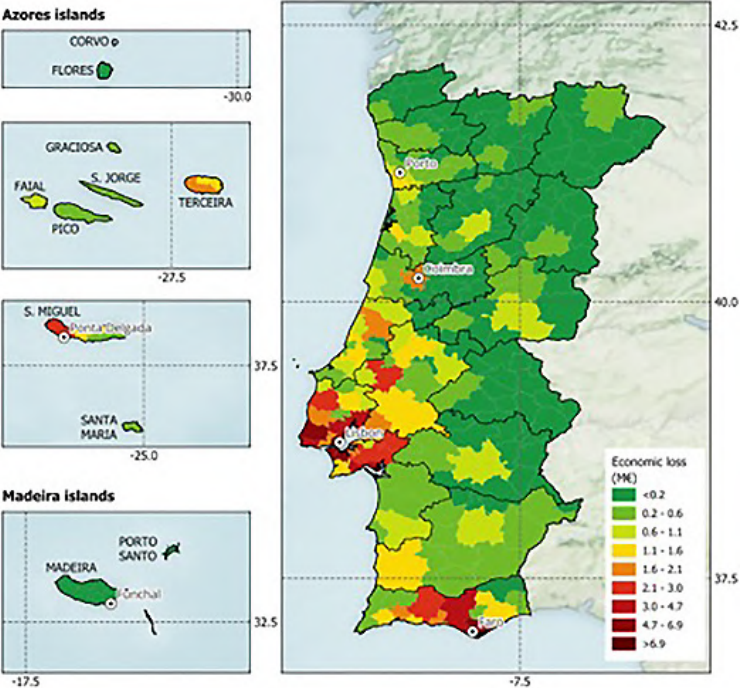 Azores islands
CORVO
FLORES
-30.0
GRACIOSA
S. JORGE
FAIAL
PICO
TERCEIRA
-27.5
S. MIGUEL
Ponta Delgada
37.5
SANTA
MARIA
-25.0
Madeira islands
PORTO
SANTO
MADEIRA
Funchal
32.5
-17.5
42.5
Porto
Coimbra
40.0
Lisbon
37.5
Faro
-7.5
Economic loss
(M€)
<0.2
0.2 - 0.6
0.6 - 1.1
1.1 - 1.6
1.6 - 2.1
2.1 - 3.0
3.0 - 4.7
4.7 - 6.9
>6.9